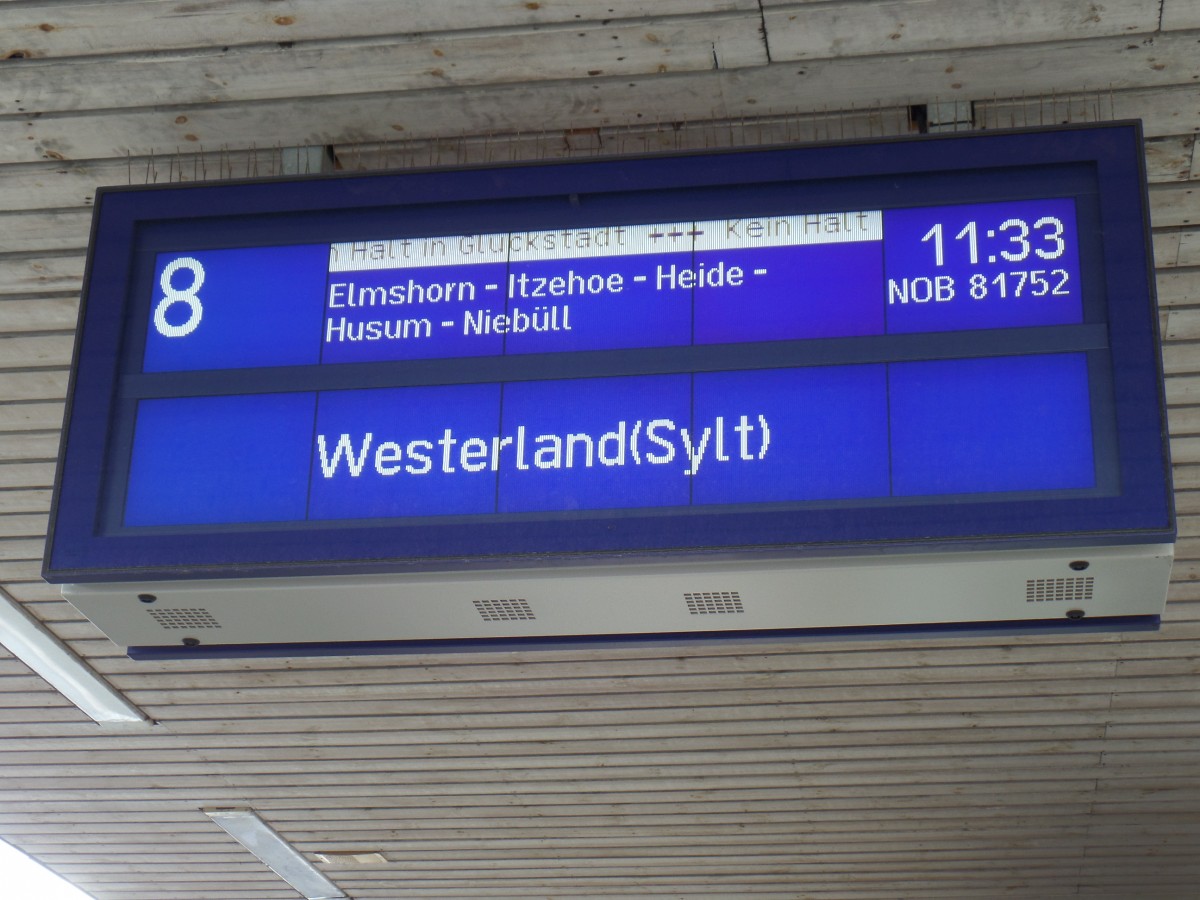 8
Halt in Glückstadt +++ Kein Halt
11:33
Elmshorn - Itzehoe - Heide -
NOB 81752
Husum - Niebüll
Westerland(Sylt)